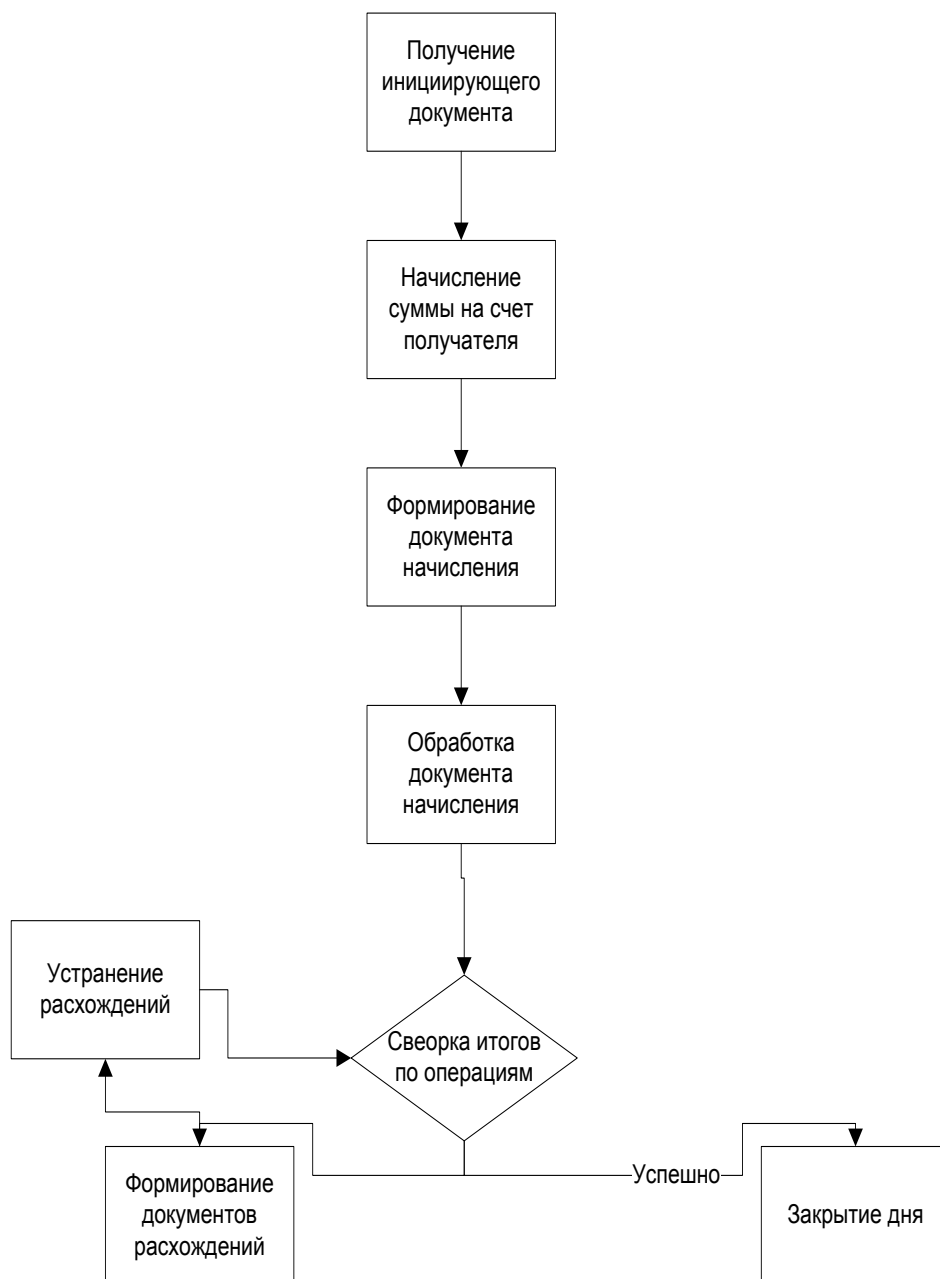 Получение
инициирующего
документа
Начисление
суммы на счет
получателя
Формирование
документа
начисления
Обработка
документа
начисления
Устранение
расхождений
Свеорка итогов
по операциям
Успешно
Формирование
документов
расхождений
Закрытие дня